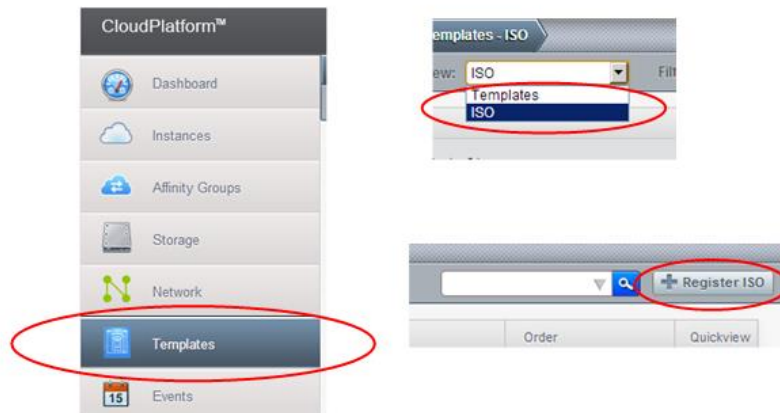 CloudPlatform™
Dashboard
Instances
Affinity Groups
Storage
Network
Templates
15
Events
emplates - ISO
ew:
ISO
Filt
Templates
ISO
Register ISO
Order
Quickview